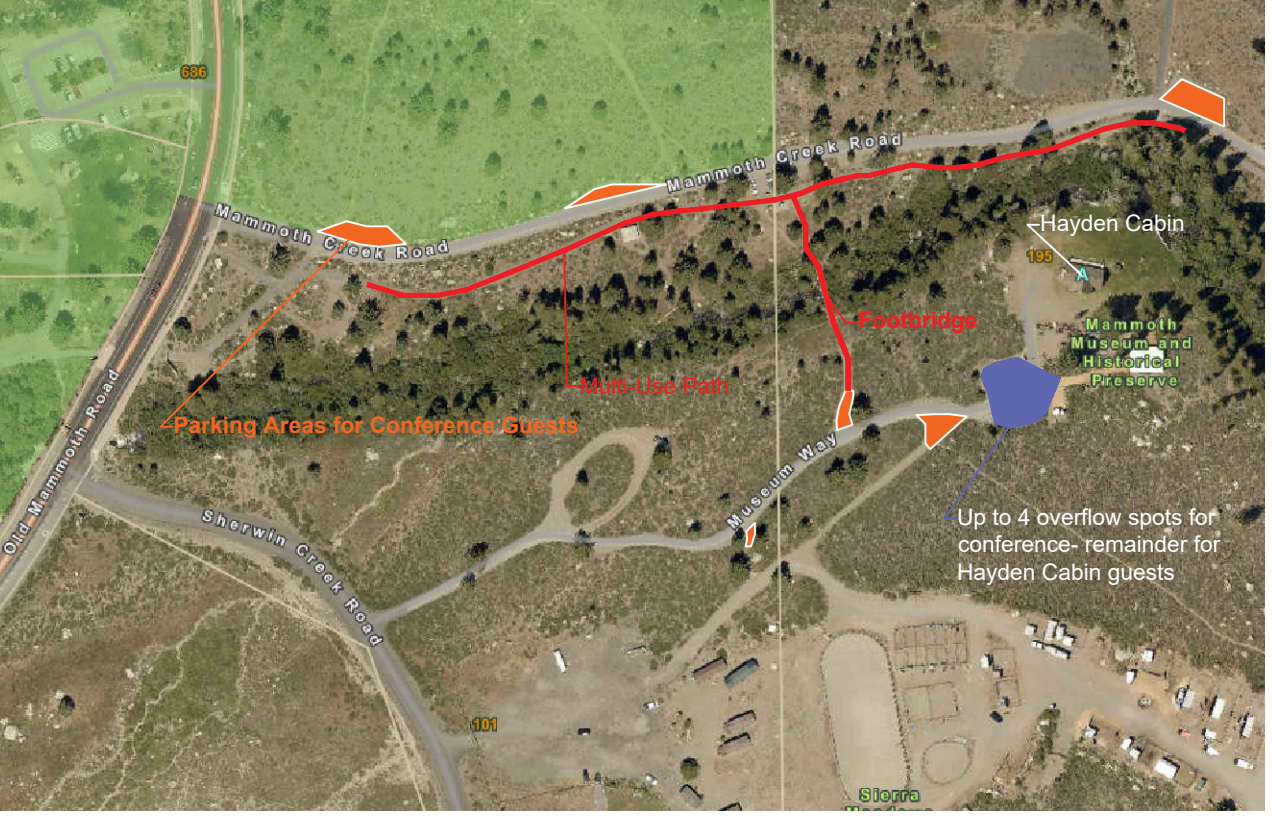 686
Mammoth Creek Road
Mammoth Creek Road
Hayden Cabin
195
Footbridge
Mammoth
Museum and
Historical
Preserve
Multi-Use Path
Parking Areas for Conference Guests
Old Mammoth Road
Museum Way
Sherwin Creek Road
Up to 4 overflow spots for
conference- remainder for
Hayden Cabin guests
101
Sierra
Meadows